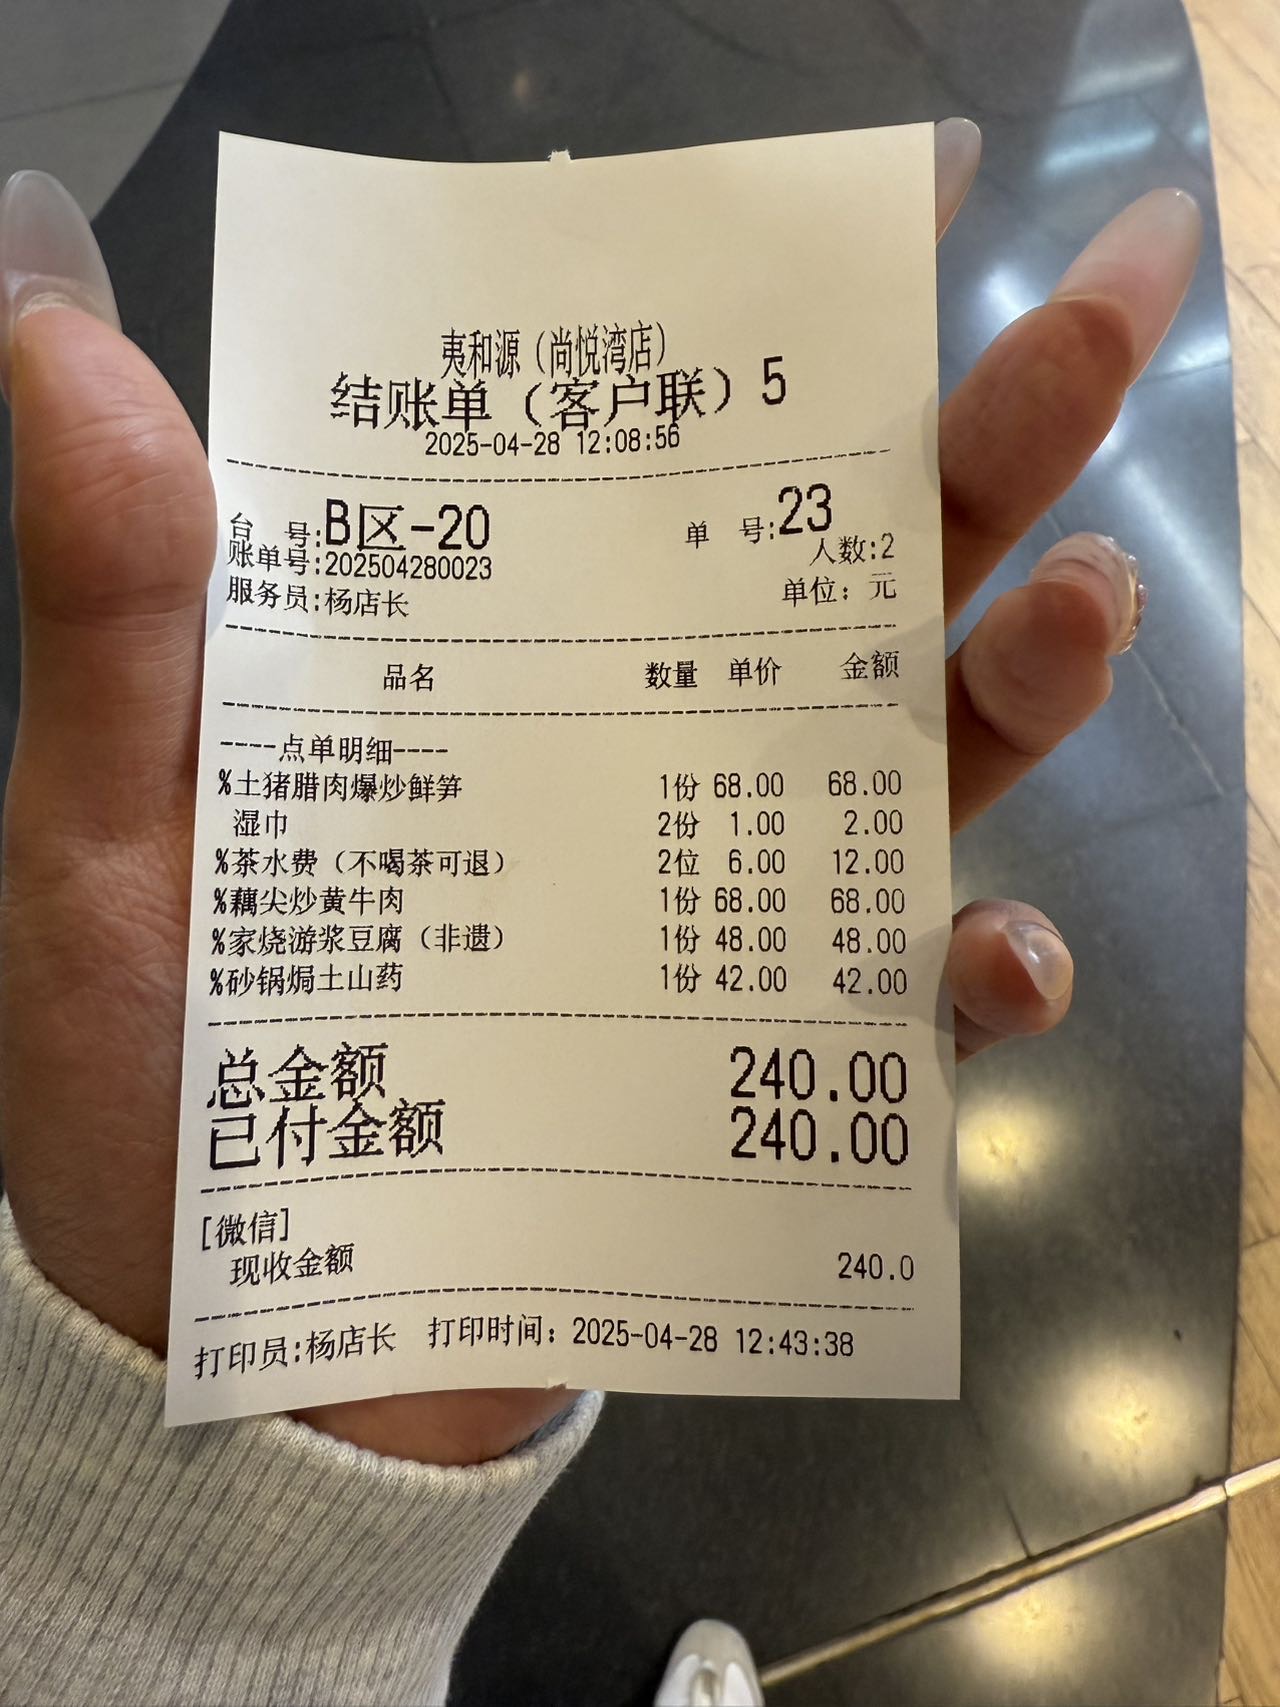 夷和源（尚悦湾店）
结账单（客户联）5
2025-04-28 12:08:56
台 号:B区-20 单 号:23
账单号:202504280023 人数:2
服务员:杨店长 单位：元
品名 数量 单价 金额
----点单明细----
%土猪腊肉爆炒鲜笋 1份 68.00 68.00
湿巾 2份 1.00 2.00
%茶水费（不喝茶可退） 2位 6.00 12.00
%藕尖炒黄牛肉 1份 68.00 68.00
%家烧游浆豆腐（非遗） 1份 48.00 48.00
%砂锅焗土山药 1份 42.00 42.00
总金额 240.00
已付金额 240.00
[微信]
现收金额 240.0
打印员:杨店长 打印时间：2025-04-28 12:43:38